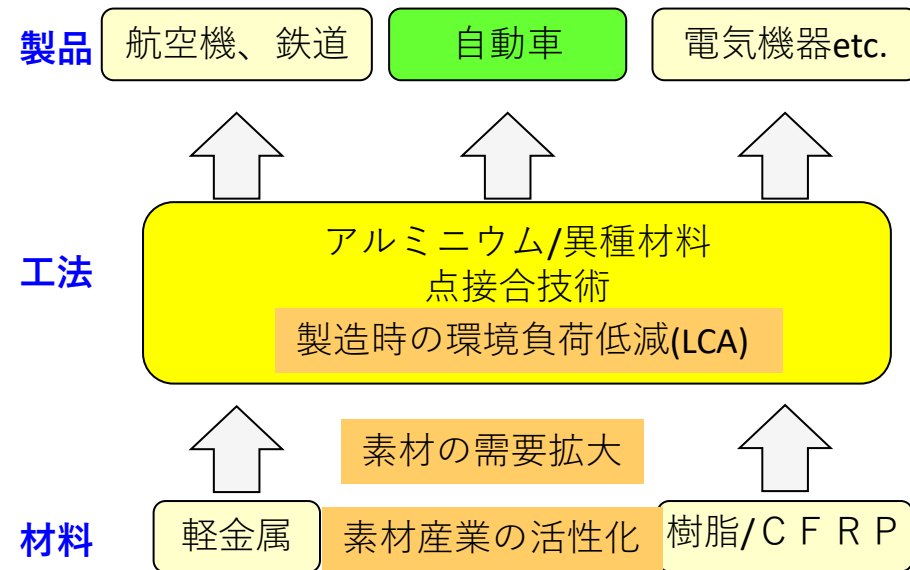 製品 航空機、鉄道 自動車 電気機器etc.
アルミニウム/異種材料
工法 点接合技術
製造時の環境負荷低減(LCA)
素材の需要拡大
材料 軽金属 素材産業の活性化 樹脂/ＣＦＲＰ